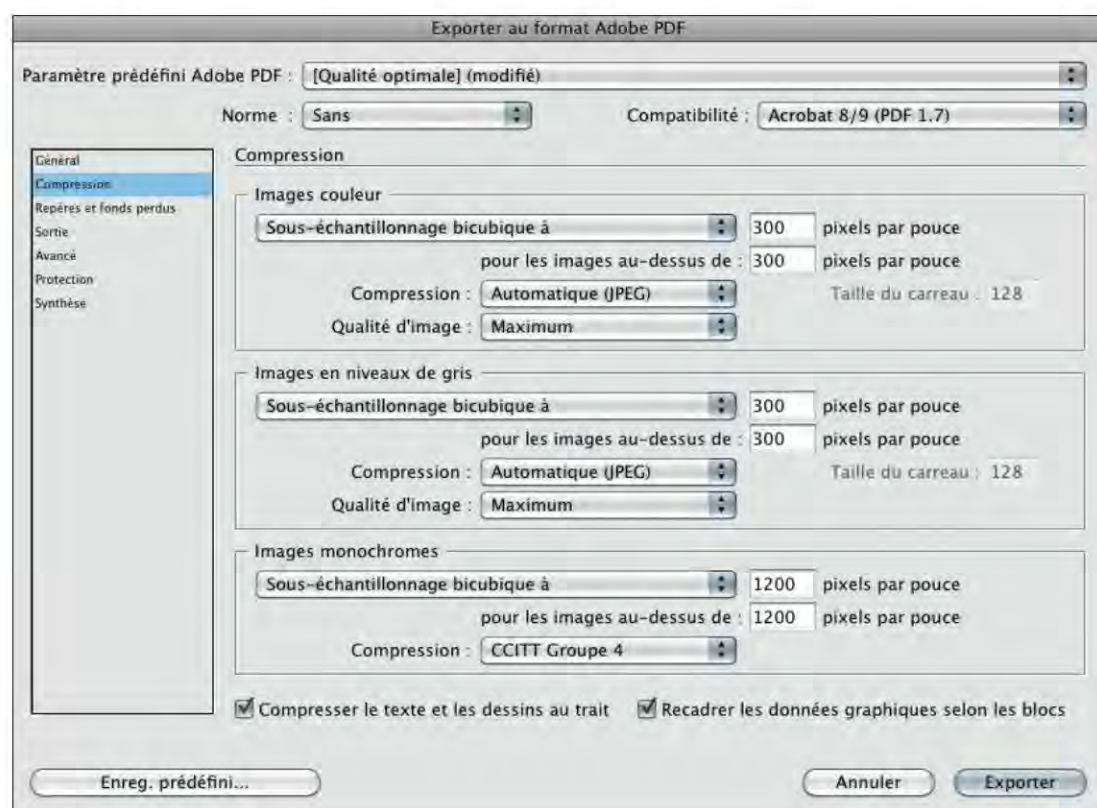 Exporter au format Adobe PDF
Paramètre prédéfini Adobe PDF : [Qualité optimale] (modifié)
Norme : Sans Compatibilité : Acrobat 8/9 (PDF 1.7)
Général
Compression
Repères et fonds perdus
Sortie
Avancé
Protection
Synthèse
Compression
Images couleur
Sous-échantillonnage bicubique à 300 pixels par pouce
pour les images au-dessus de : 300 pixels par pouce
Compression : Automatique (JPEG) Taille du carreau : 128
Qualité d'image : Maximum
Images en niveaux de gris
Sous-échantillonnage bicubique à 300 pixels par pouce
pour les images au-dessus de : 300 pixels par pouce
Compression : Automatique (JPEG) Taille du carreau : 128
Qualité d'image : Maximum
Images monochromes
Sous-échantillonnage bicubique à 1200 pixels par pouce
pour les images au-dessus de : 1200 pixels par pouce
Compression : CCITT Groupe 4
Compresser le texte et les dessins au trait Recadrer les données graphiques selon les blocs
Enreg. prédéfini... Annuler Exporter